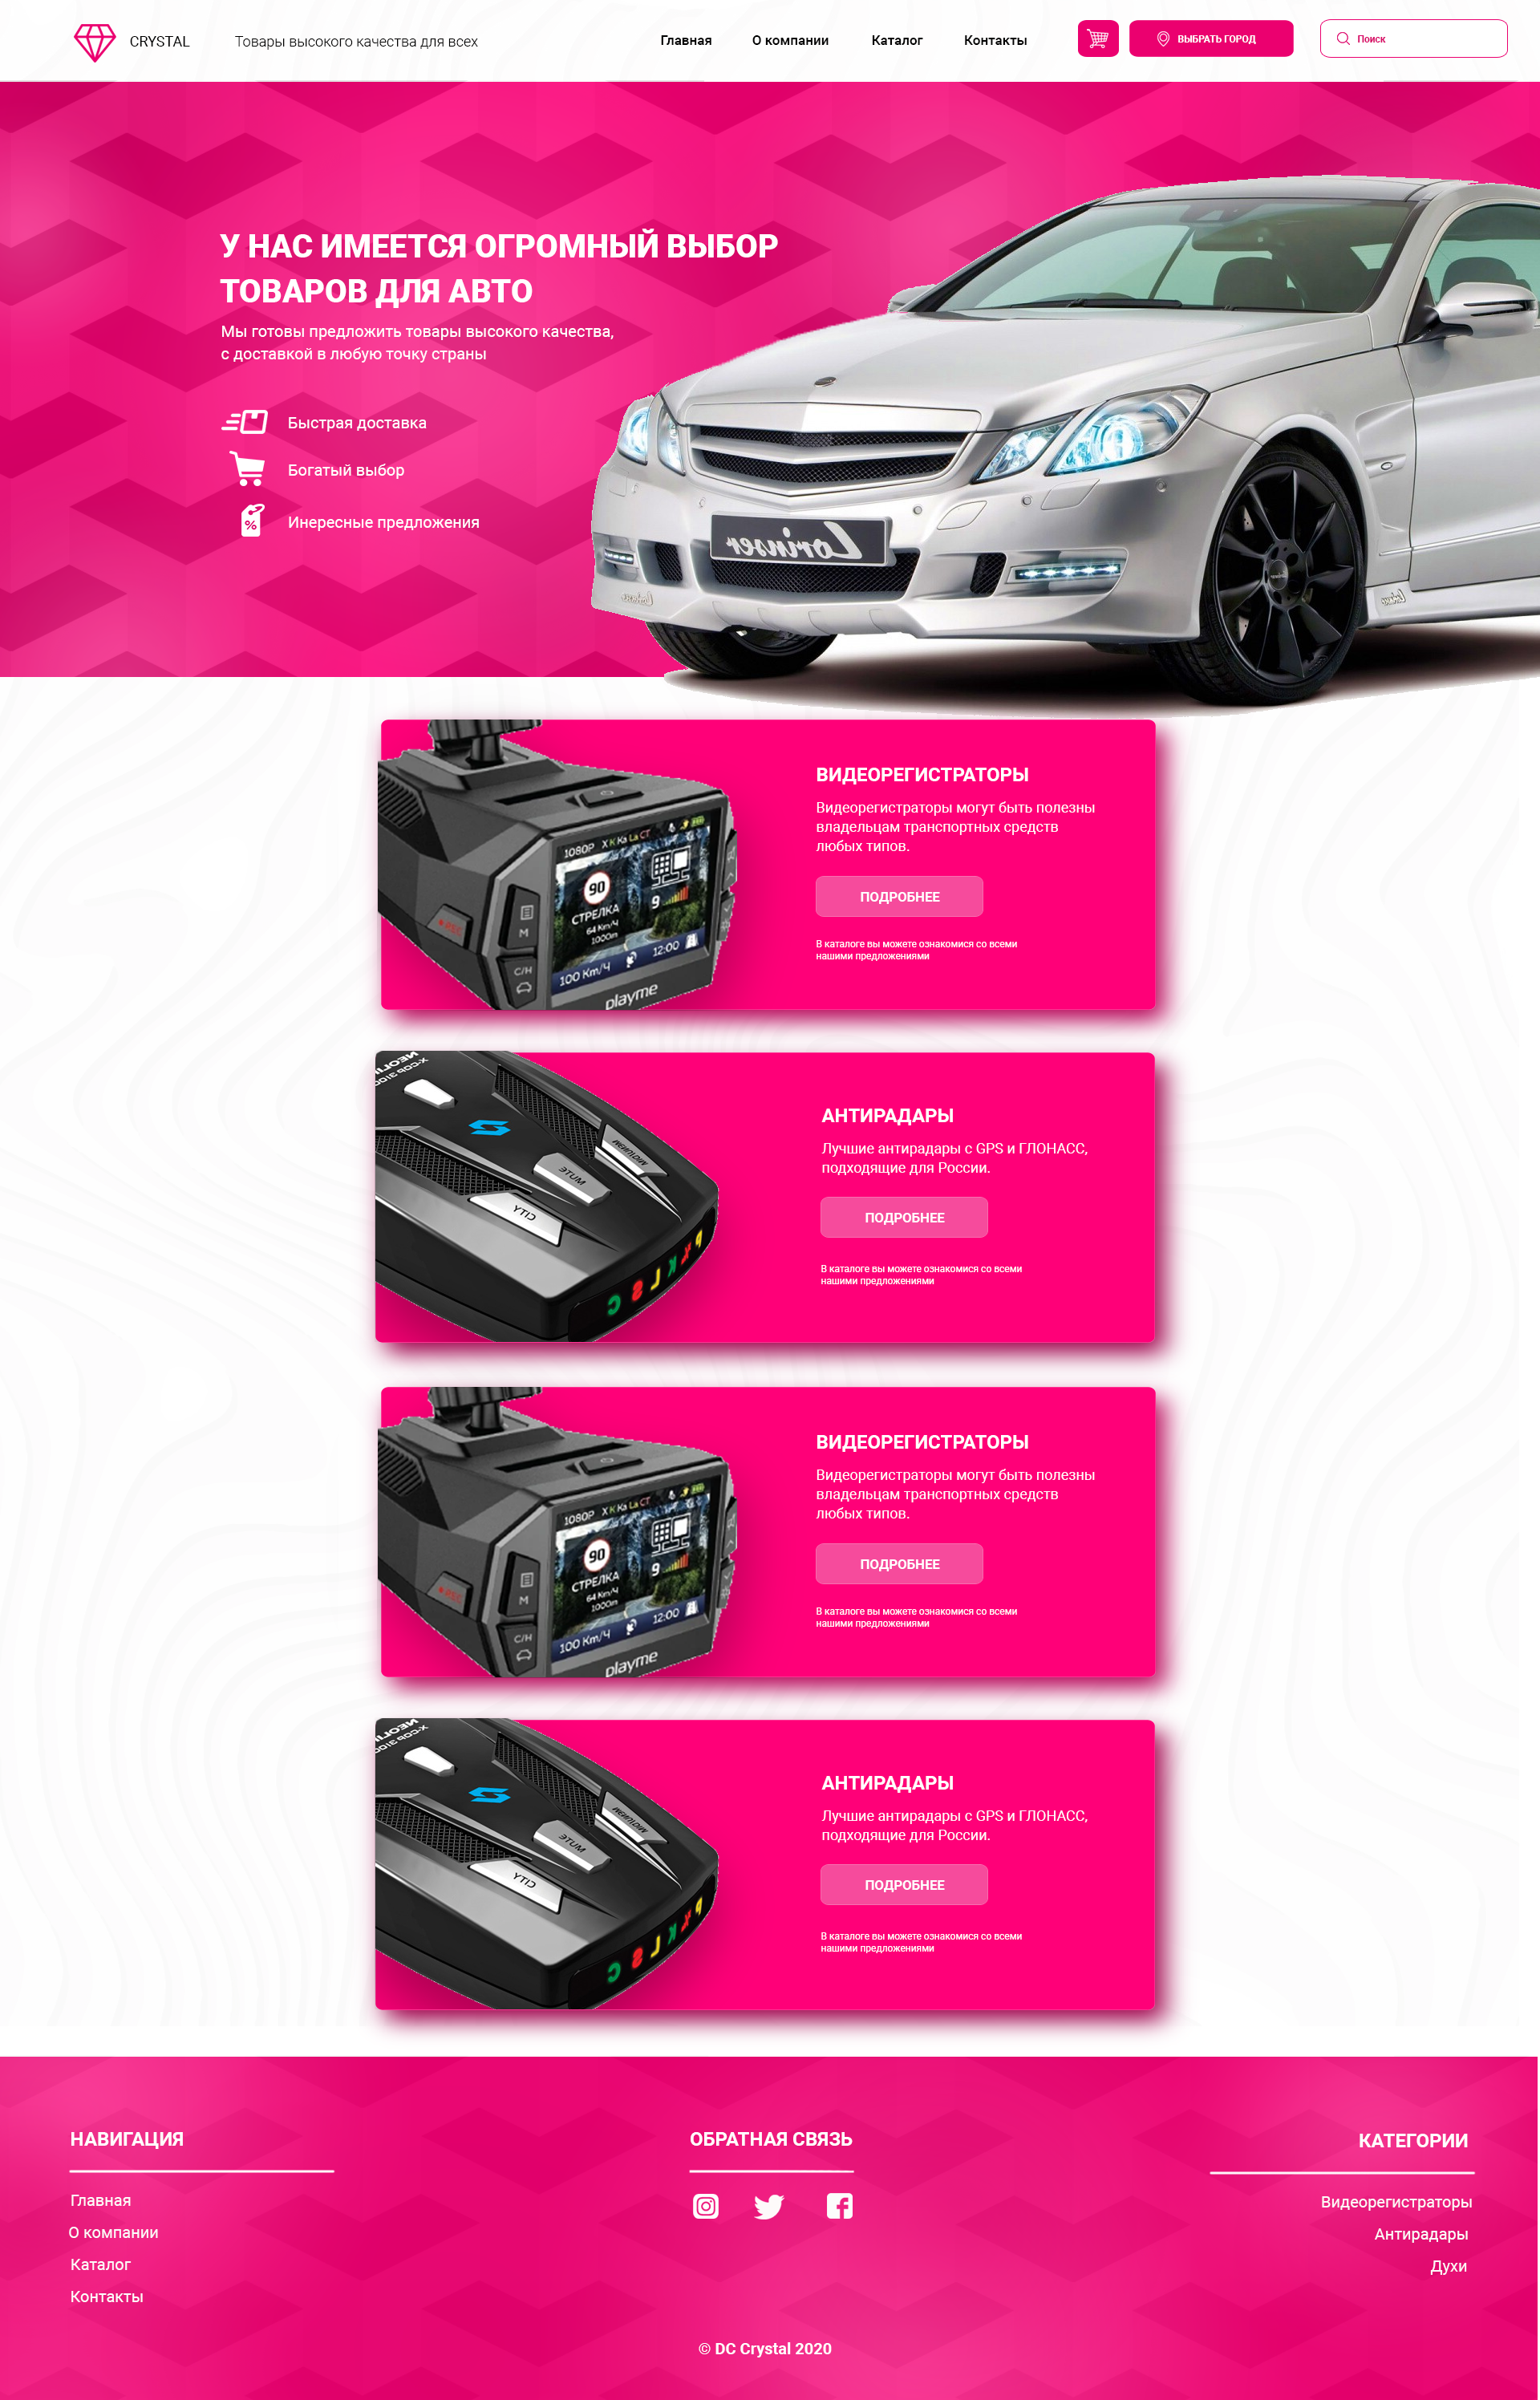 CRYSTAL
Товары высокого качества для всех
Главная
О компании
Каталог
Контакты
ВЫБРАТЬ ГОРОД
Поиск
У НАС ИМЕЕТСЯ ОГРОМНЫЙ ВЫБОР
ТОВАРОВ ДЛЯ АВТО
Мы готовы предложить товары высокого качества,
с доставкой в любую точку страны
Быстрая доставка
Богатый выбор
%
Инересные предложения
Lorinser
ВИДЕОРЕГИСТРАТОРЫ
Видеорегистраторы могут быть полезны
владельцам транспортных средств
любых типов.
ПОДРОБНЕЕ
В каталоге вы можете ознакомися со всеми
нашими предложениями
1080P X K Ka La CT
90
СТРЕЛКА
9
64 Km/ч
1000m
100 Km/ч
12:00
REC
M
C/H
playme
АНТИРАДАРЫ
Лучшие антирадары с GPS и ГЛОНАСС,
подходящие для России.
ПОДРОБНЕЕ
В каталоге вы можете ознакомися со всеми
нашими предложениями
X-COP 3100
MUTE
CITY
ВИДЕОРЕГИСТРАТОРЫ
Видеорегистраторы могут быть полезны
владельцам транспортных средств
любых типов.
ПОДРОБНЕЕ
В каталоге вы можете ознакомися со всеми
нашими предложениями
1080P X K Ka La CT
90
СТРЕЛКА
9
64 Km/ч
1000m
100 Km/ч
12:00
REC
M
C/H
playme
АНТИРАДАРЫ
Лучшие антирадары с GPS и ГЛОНАСС,
подходящие для России.
ПОДРОБНЕЕ
В каталоге вы можете ознакомися со всеми
нашими предложениями
X-COP 3100
MUTE
CITY
НАВИГАЦИЯ
Главная
О компании
Каталог
Контакты
ОБРАТНАЯ СВЯЗЬ
КАТЕГОРИИ
Видеорегистраторы
Антирадары
Духи
© DC Crystal 2020